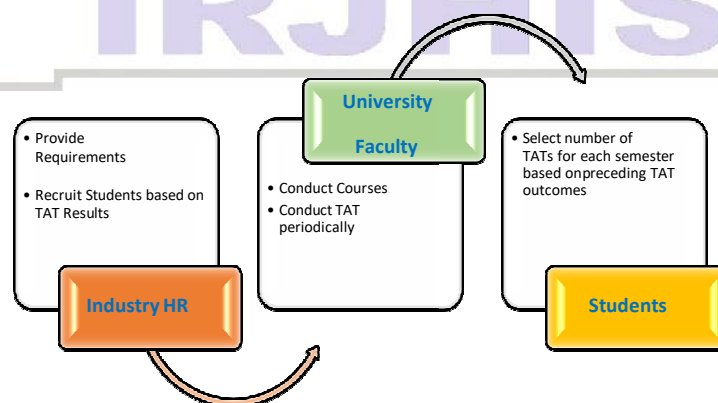 IRJHIS
• Provide
Requirements
• Recruit Students based on
TAT Results
Industry HR
University
Faculty
• Conduct Courses
• Conduct TAT
periodically
• Select number of
TATs for each semester
based onpreceding TAT
outcomes
Students